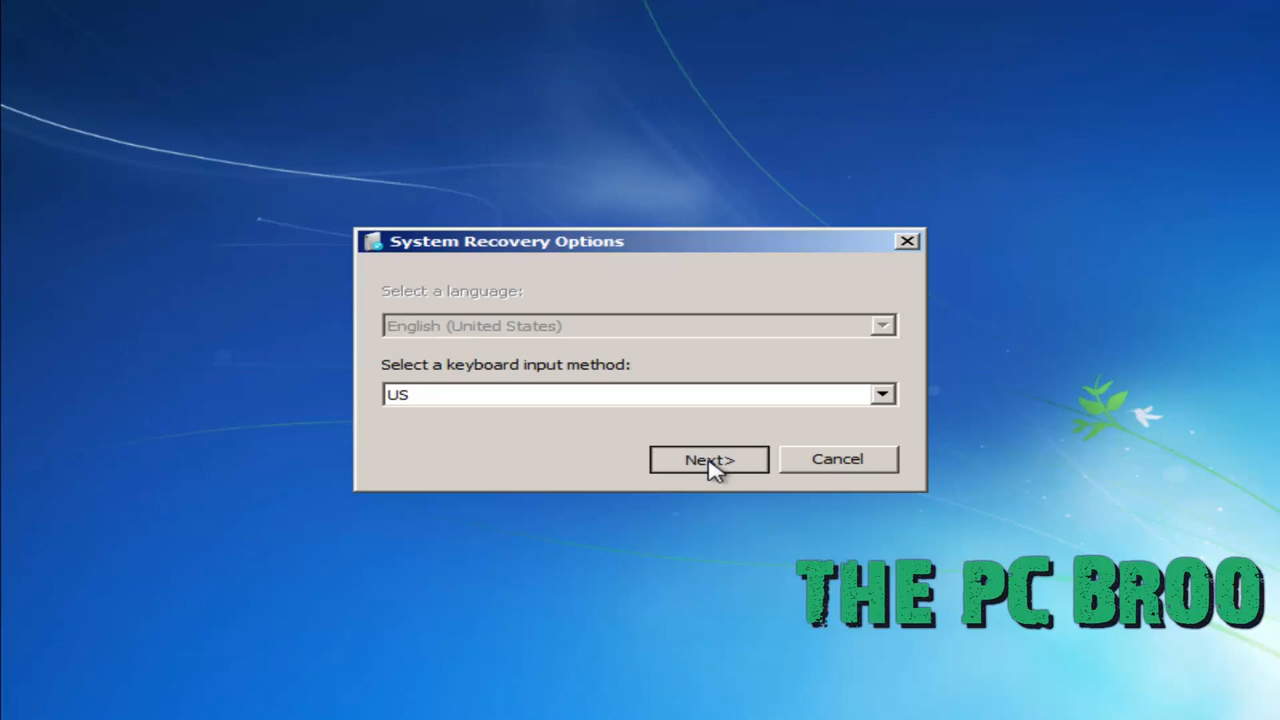 System Recovery Options
Select a language:
English (United States)
Select a keyboard input method:
US
Next>
Cancel
THE PC BROO